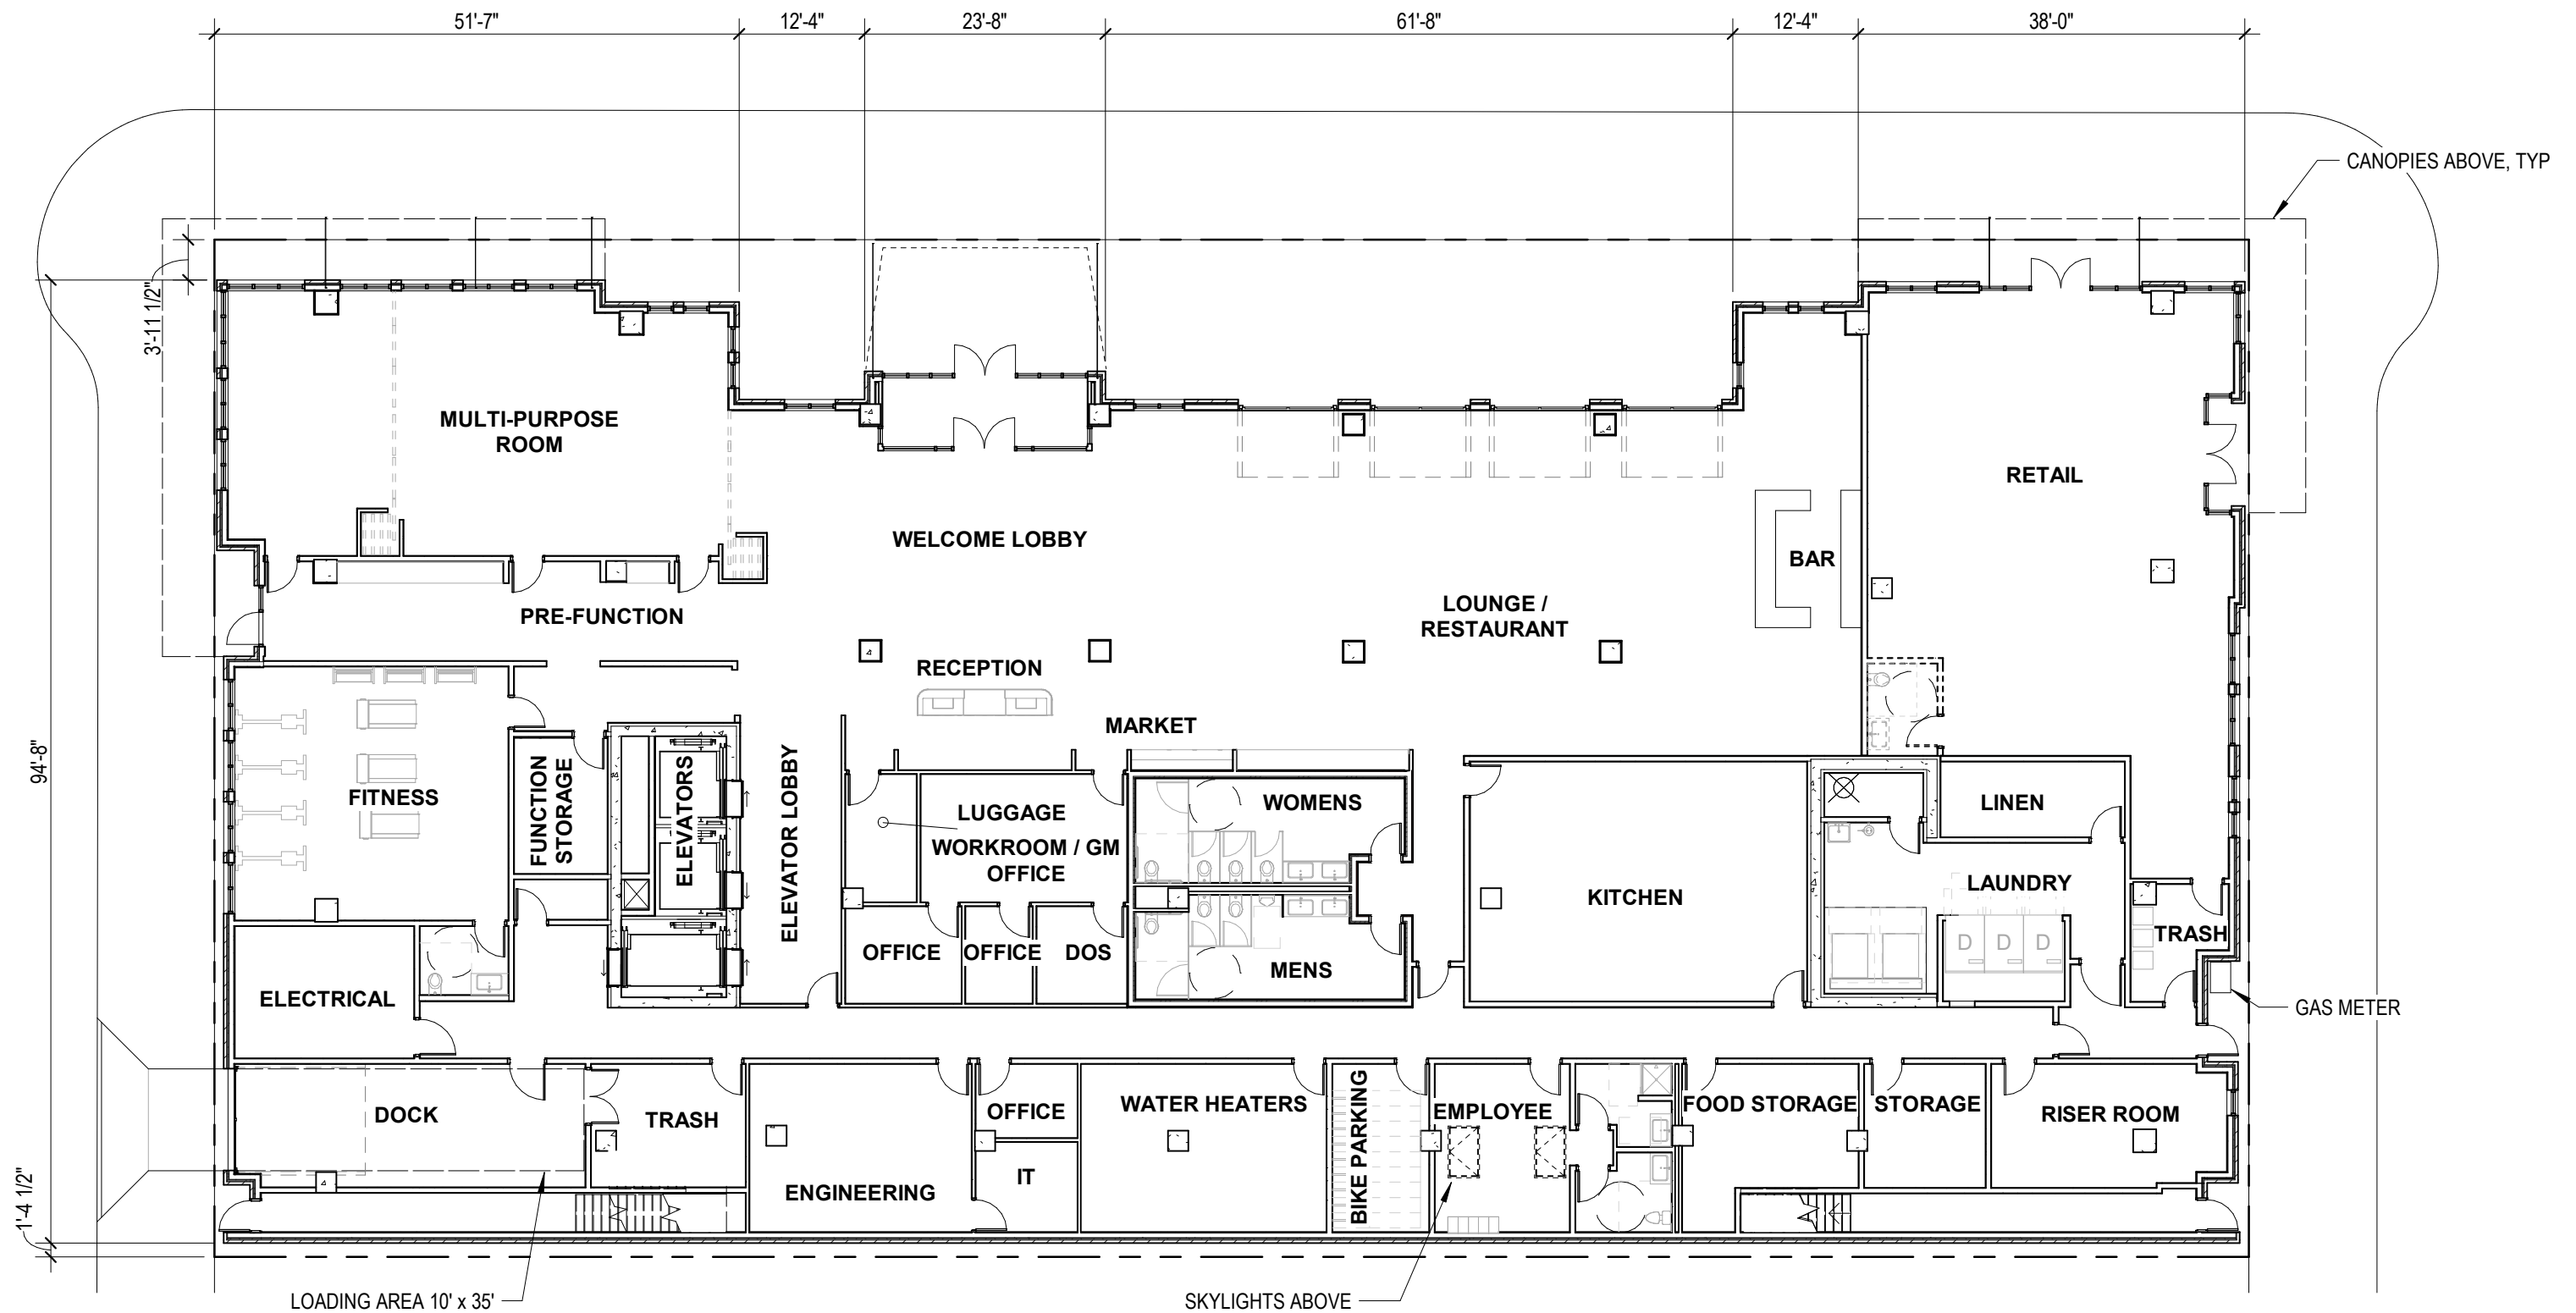 51'-7"
12'-4"
23'-8"
61'-8"
12'-4"
38'-0"
CANOPIES ABOVE, TYP
3'-11 1/2"
94'-8"
1'-4 1/2"
MULTI-PURPOSE
ROOM
RETAIL
WELCOME LOBBY
BAR
PRE-FUNCTION
LOUNGE /
RESTAURANT
RECEPTION
MARKET
FITNESS
FUNCTION
STORAGE
ELEVATORS
ELEVATOR LOBBY
LUGGAGE
WORKROOM / GM
OFFICE
WOMENS
LINEN
KITCHEN
LAUNDRY
D
D
D
TRASH
OFFICE
OFFICE
DOS
MENS
ELECTRICAL
GAS METER
DOCK
TRASH
ENGINEERING
OFFICE
IT
WATER HEATERS
BIKE PARKING
EMPLOYEE
FOOD STORAGE
STORAGE
RISER ROOM
LOADING AREA 10' x 35'
SKYLIGHTS ABOVE